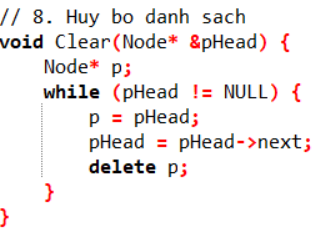 // 8. Huy bo danh sach
void Clear(Node* &pHead) {
    Node* p;
    while (pHead != NULL) {
        p = pHead;
        pHead = pHead->next;
        delete p;
    }
}